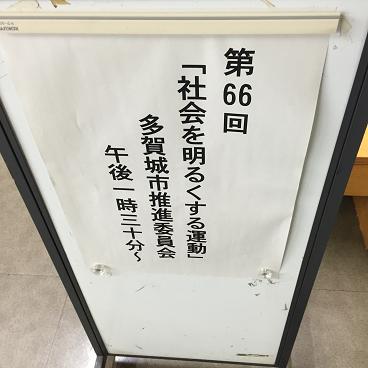 第66回
「社会を明るくする運動」
多賀城市推進委員会
午後一時三十分〜